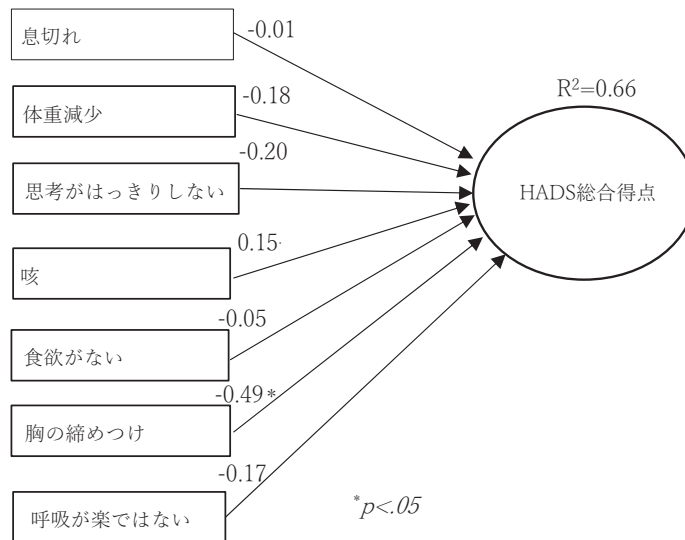 息切れ
-0.01
R²=0.66
体重減少
-0.18
思考がはっきりしない
-0.20
HADS総合得点
咳
0.15
食欲がない
-0.05
胸の締めつけ
-0.49*
呼吸が楽ではない
-0.17
*p<.05